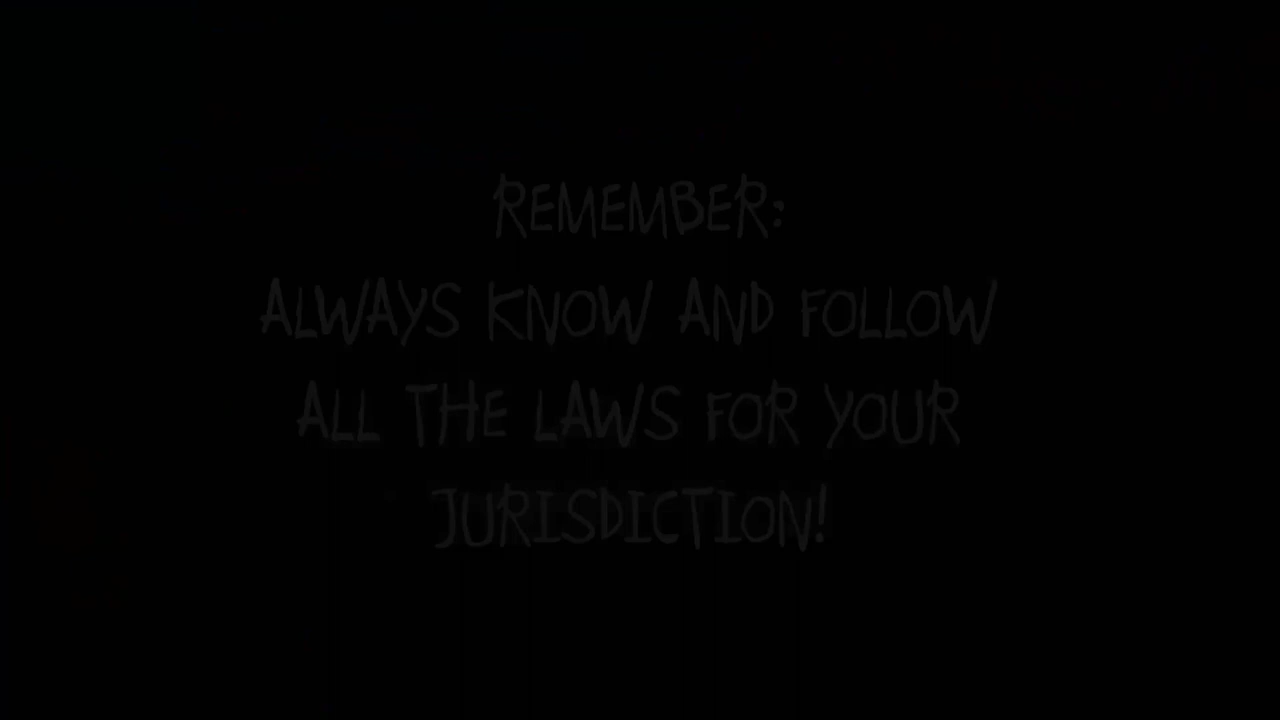 REMEMBER:
ALWAYS KNOW AND FOLLOW
ALL THE LAWS FOR YOUR
JURISDICTION!